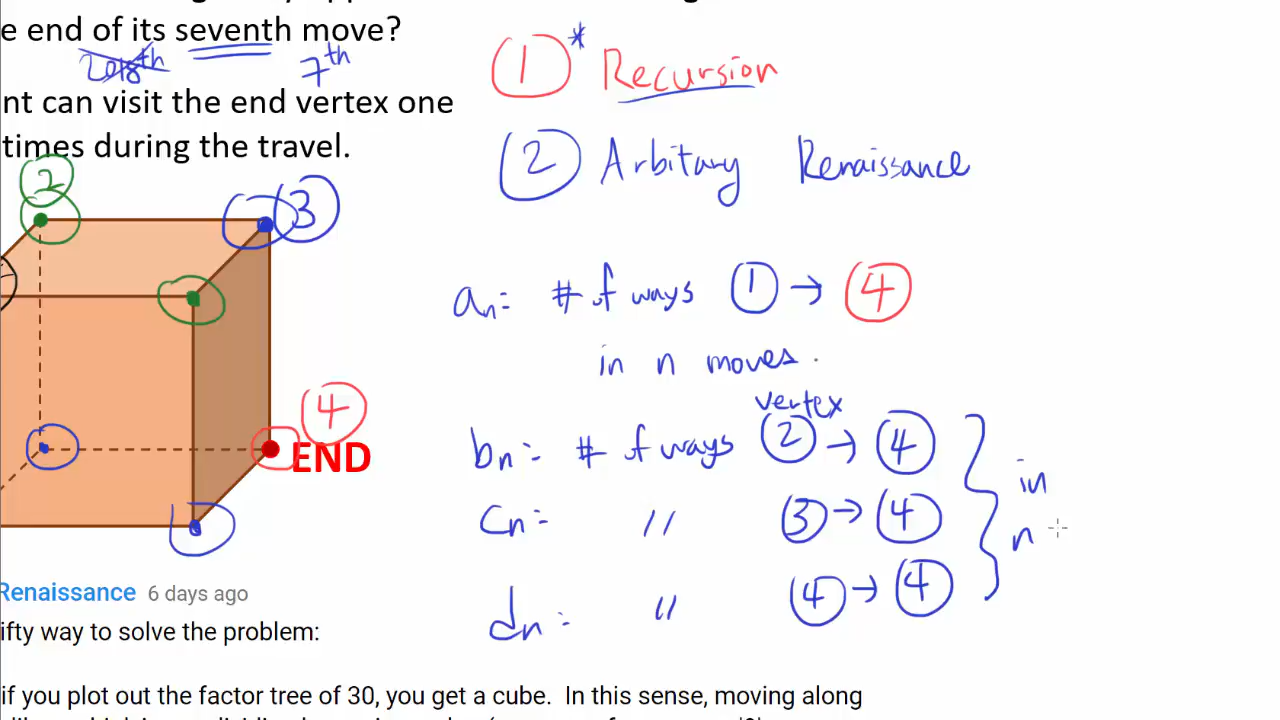 e end of its seventh move?
2018th 7th
nt can visit the end vertex one
times during the travel.
1* Recursion
2 Arbitary Renaissance
2
3
an= # of ways 1 → 4
in n moves.
4
END
vertex
bn= # of ways 2 → 4
cn= // 3 → 4
dn= // 4 → 4
in
n
Renaissance 6 days ago
ifty way to solve the problem:
if you plot out the factor tree of 30, you get a cube. In this sense, moving along